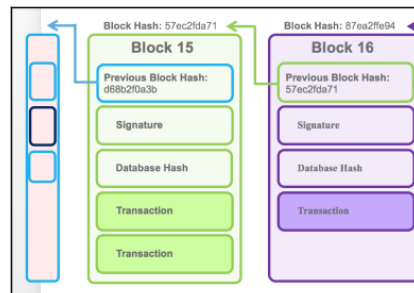 Block Hash: 57ec2fda71
Block 15
Previous Block Hash:
d68b2f0a3b
Signature
Database Hash
Transaction
Transaction
Block Hash: 87ea2ffe94
Block 16
Previous Block Hash:
57ec2fda71
Signature
Database Hash
Transaction